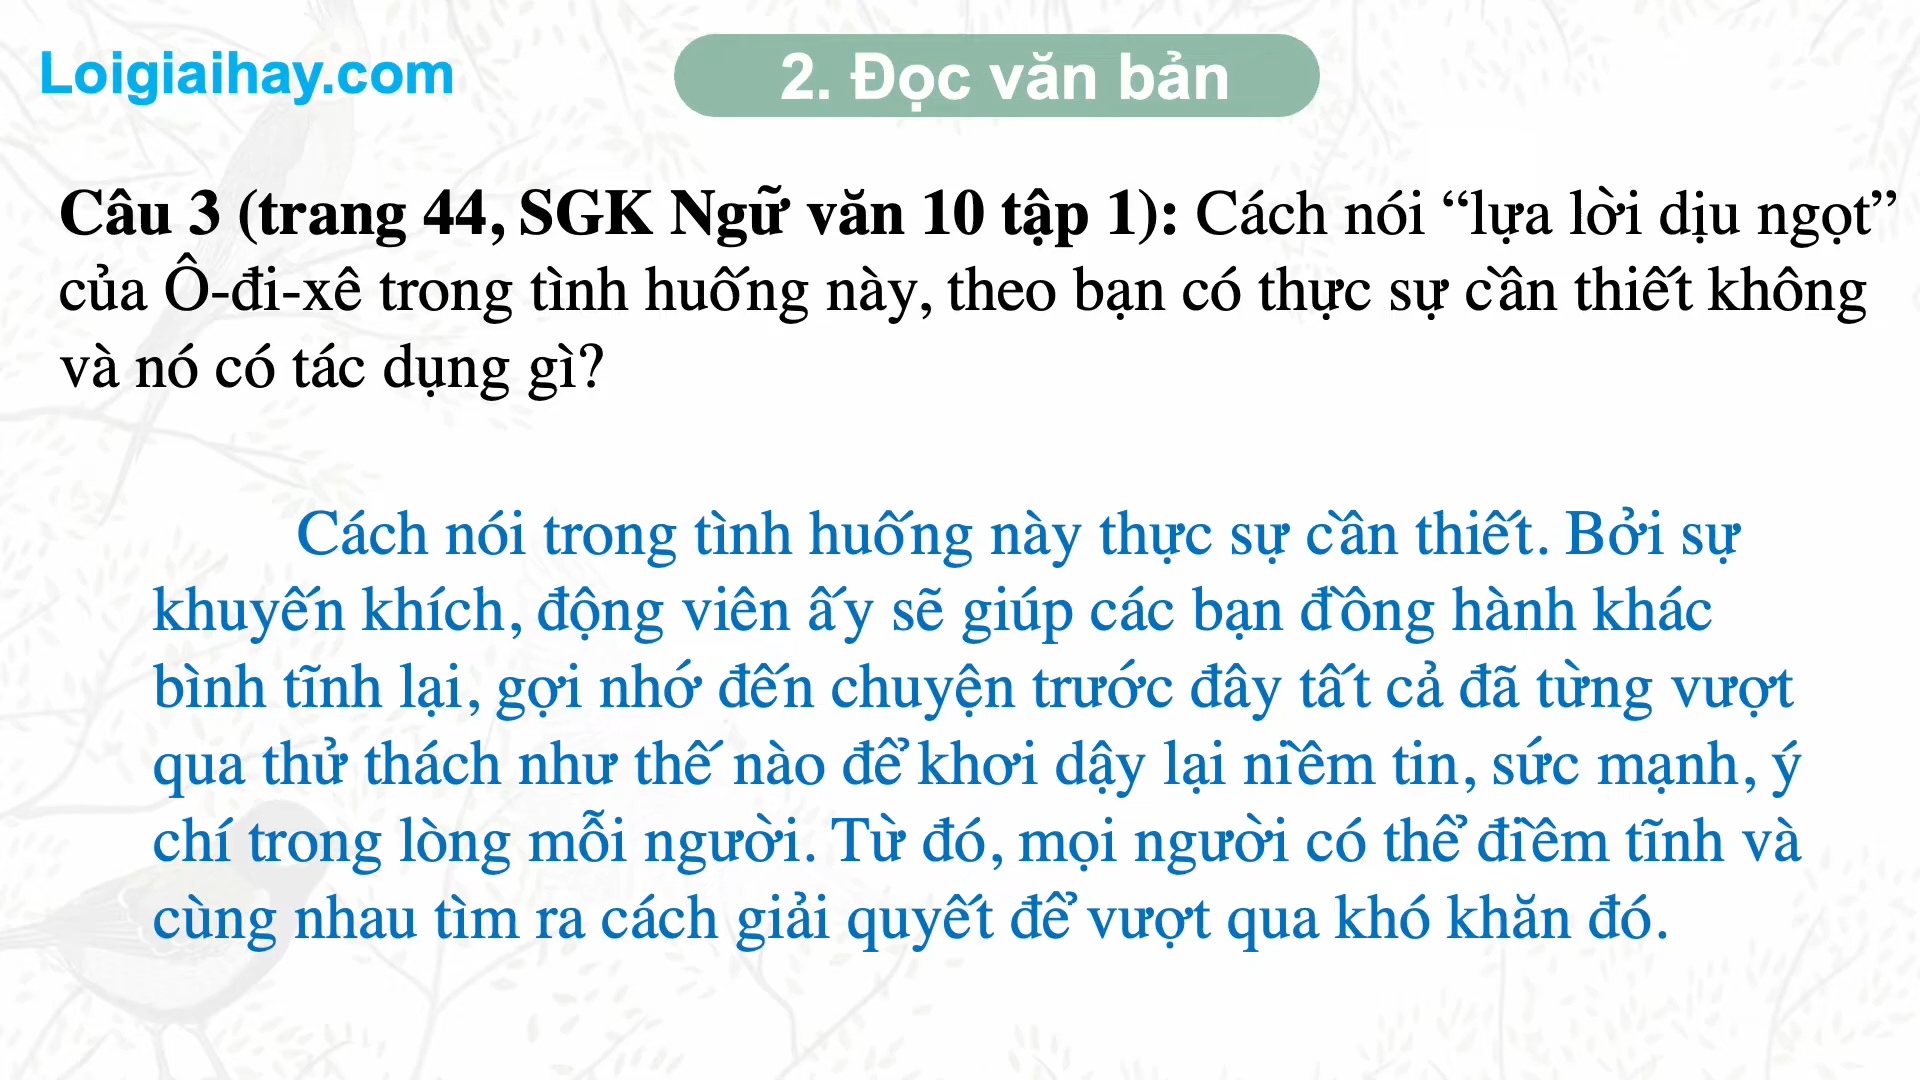 Loigiaihay.com
2. Đọc văn bản
Câu 3 (trang 44, SGK Ngữ văn 10 tập 1): Cách nói “lựa lời dịu ngọt”
của Ô-đi-xê trong tình huống này, theo bạn có thực sự cần thiết không
và nó có tác dụng gì?
Cách nói trong tình huống này thực sự cần thiết. Bởi sự
khuyến khích, động viên ấy sẽ giúp các bạn đồng hành khác
bình tĩnh lại, gợi nhớ đến chuyện trước đây tất cả đã từng vượt
qua thử thách như thế nào để khơi dậy lại niềm tin, sức mạnh, ý
chí trong lòng mỗi người. Từ đó, mọi người có thể điềm tĩnh và
cùng nhau tìm ra cách giải quyết để vượt qua khó khăn đó.